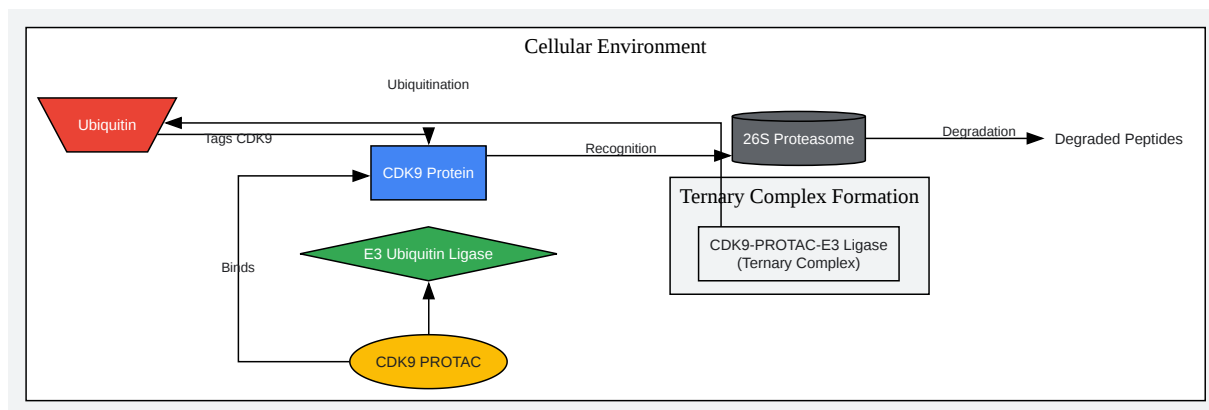 Cellular Environment
Ubiquitination
Ubiquitin
Tags CDK9
26S Proteasome
Degradation
Degraded Peptides
Recognition
CDK9 Protein
Ternary Complex Formation
CDK9-PROTAC-E3 Ligase
(Ternary Complex)
E3 Ubiquitin Ligase
Binds
CDK9 PROTAC